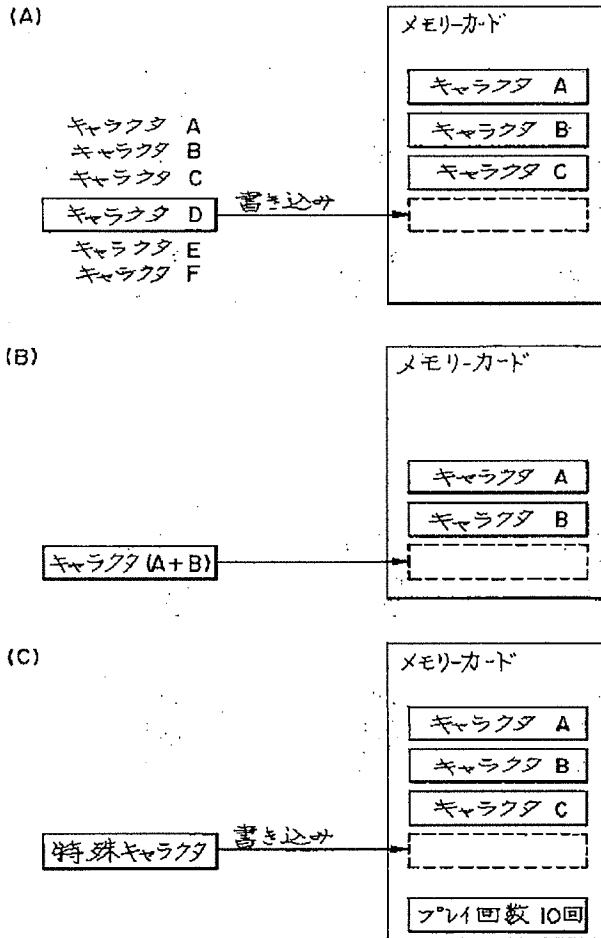 (A)
メモリーカード
キャラクタ A
キャラクタ B
キャラクタ C
キャラクタ A
キャラクタ B
キャラクタ C
キャラクタ D
書き込み
キャラクタ E
キャラクタ F
(B)
メモリーカード
キャラクタ A
キャラクタ B
キャラクタ(A+B)
(C)
メモリーカード
キャラクタ A
キャラクタ B
キャラクタ C
特殊キャラクタ
書き込み
プレイ回数 10回